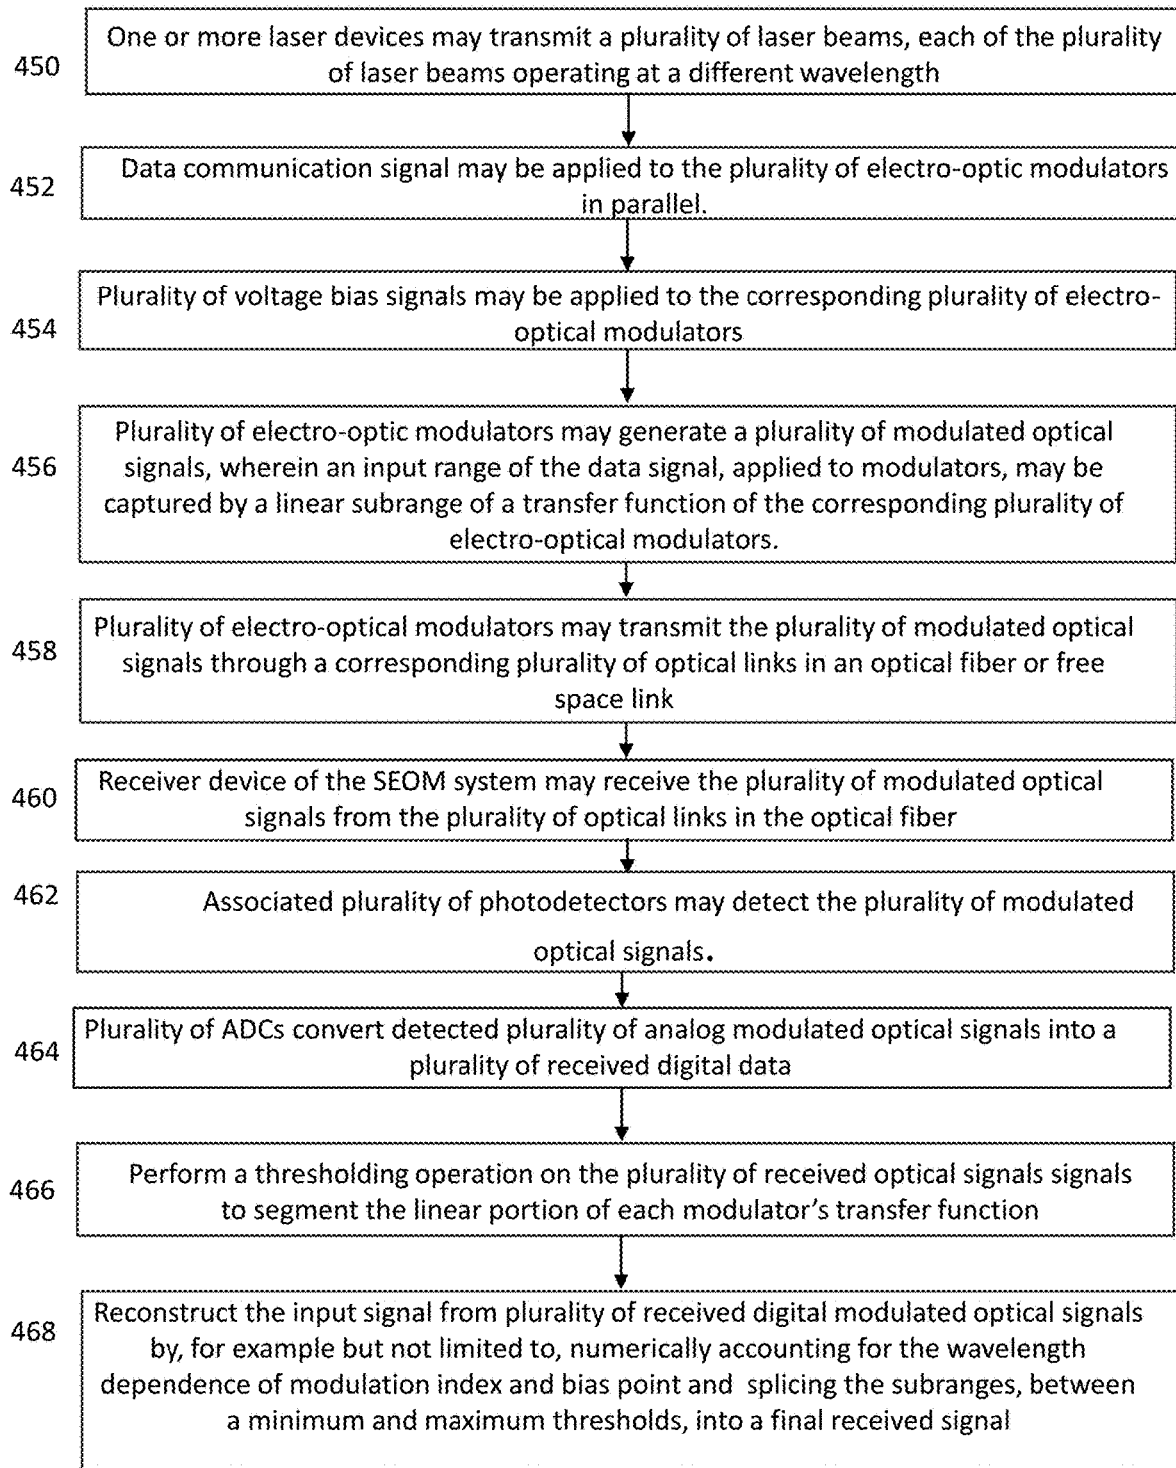 450
One or more laser devices may transmit a plurality of laser beams, each of the plurality
of laser beams operating at a different wavelength
452
Data communication signal may be applied to the plurality of electro-optic modulators
in parallel.
454
Plurality of voltage bias signals may be applied to the corresponding plurality of electro-
optical modulators
456
Plurality of electro-optic modulators may generate a plurality of modulated optical
signals, wherein an input range of the data signal, applied to modulators, may be
captured by a linear subrange of a transfer function of the corresponding plurality of
electro-optical modulators.
458
Plurality of electro-optical modulators may transmit the plurality of modulated optical
signals through a corresponding plurality of optical links in an optical fiber or free
space link
460
Receiver device of the SEOM system may receive the plurality of modulated optical
signals from the plurality of optical links in the optical fiber
462
Associated plurality of photodetectors may detect the plurality of modulated
optical signals.
464
Plurality of ADCs convert detected plurality of analog modulated optical signals into a
plurality of received digital data
466
Perform a thresholding operation on the plurality of received optical signals signals
to segment the linear portion of each modulator's transfer function
468
Reconstruct the input signal from plurality of received digital modulated optical signals
by, for example but not limited to, numerically accounting for the wavelength
dependence of modulation index and bias point and splicing the subranges, between
a minimum and maximum thresholds, into a final received signal